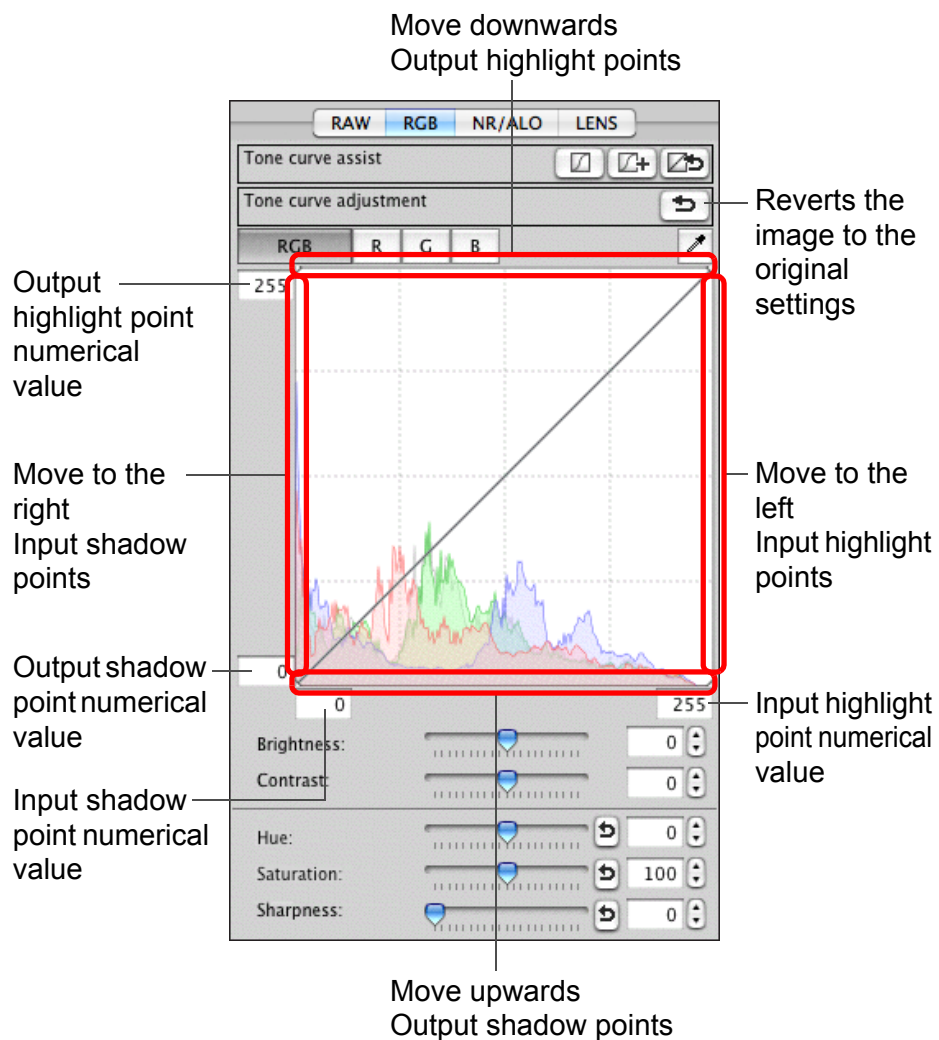 Move downwards
Output highlight points
RAW RGB NR/ALO LENS
Tone curve assist
Tone curve adjustment
Reverts the
image to the
original
settings
RGB R G B
Output
highlight point
numerical
value
255
Move to the
right
Input shadow
points
Move to the
left
Input highlight
points
Output shadow
point numerical
value
0
0
255
Input highlight
point numerical
value
Brightness: 0
Contrast: 0
Input shadow
point numerical
value
Hue: 0
Saturation: 100
Sharpness: 0
Move upwards
Output shadow points